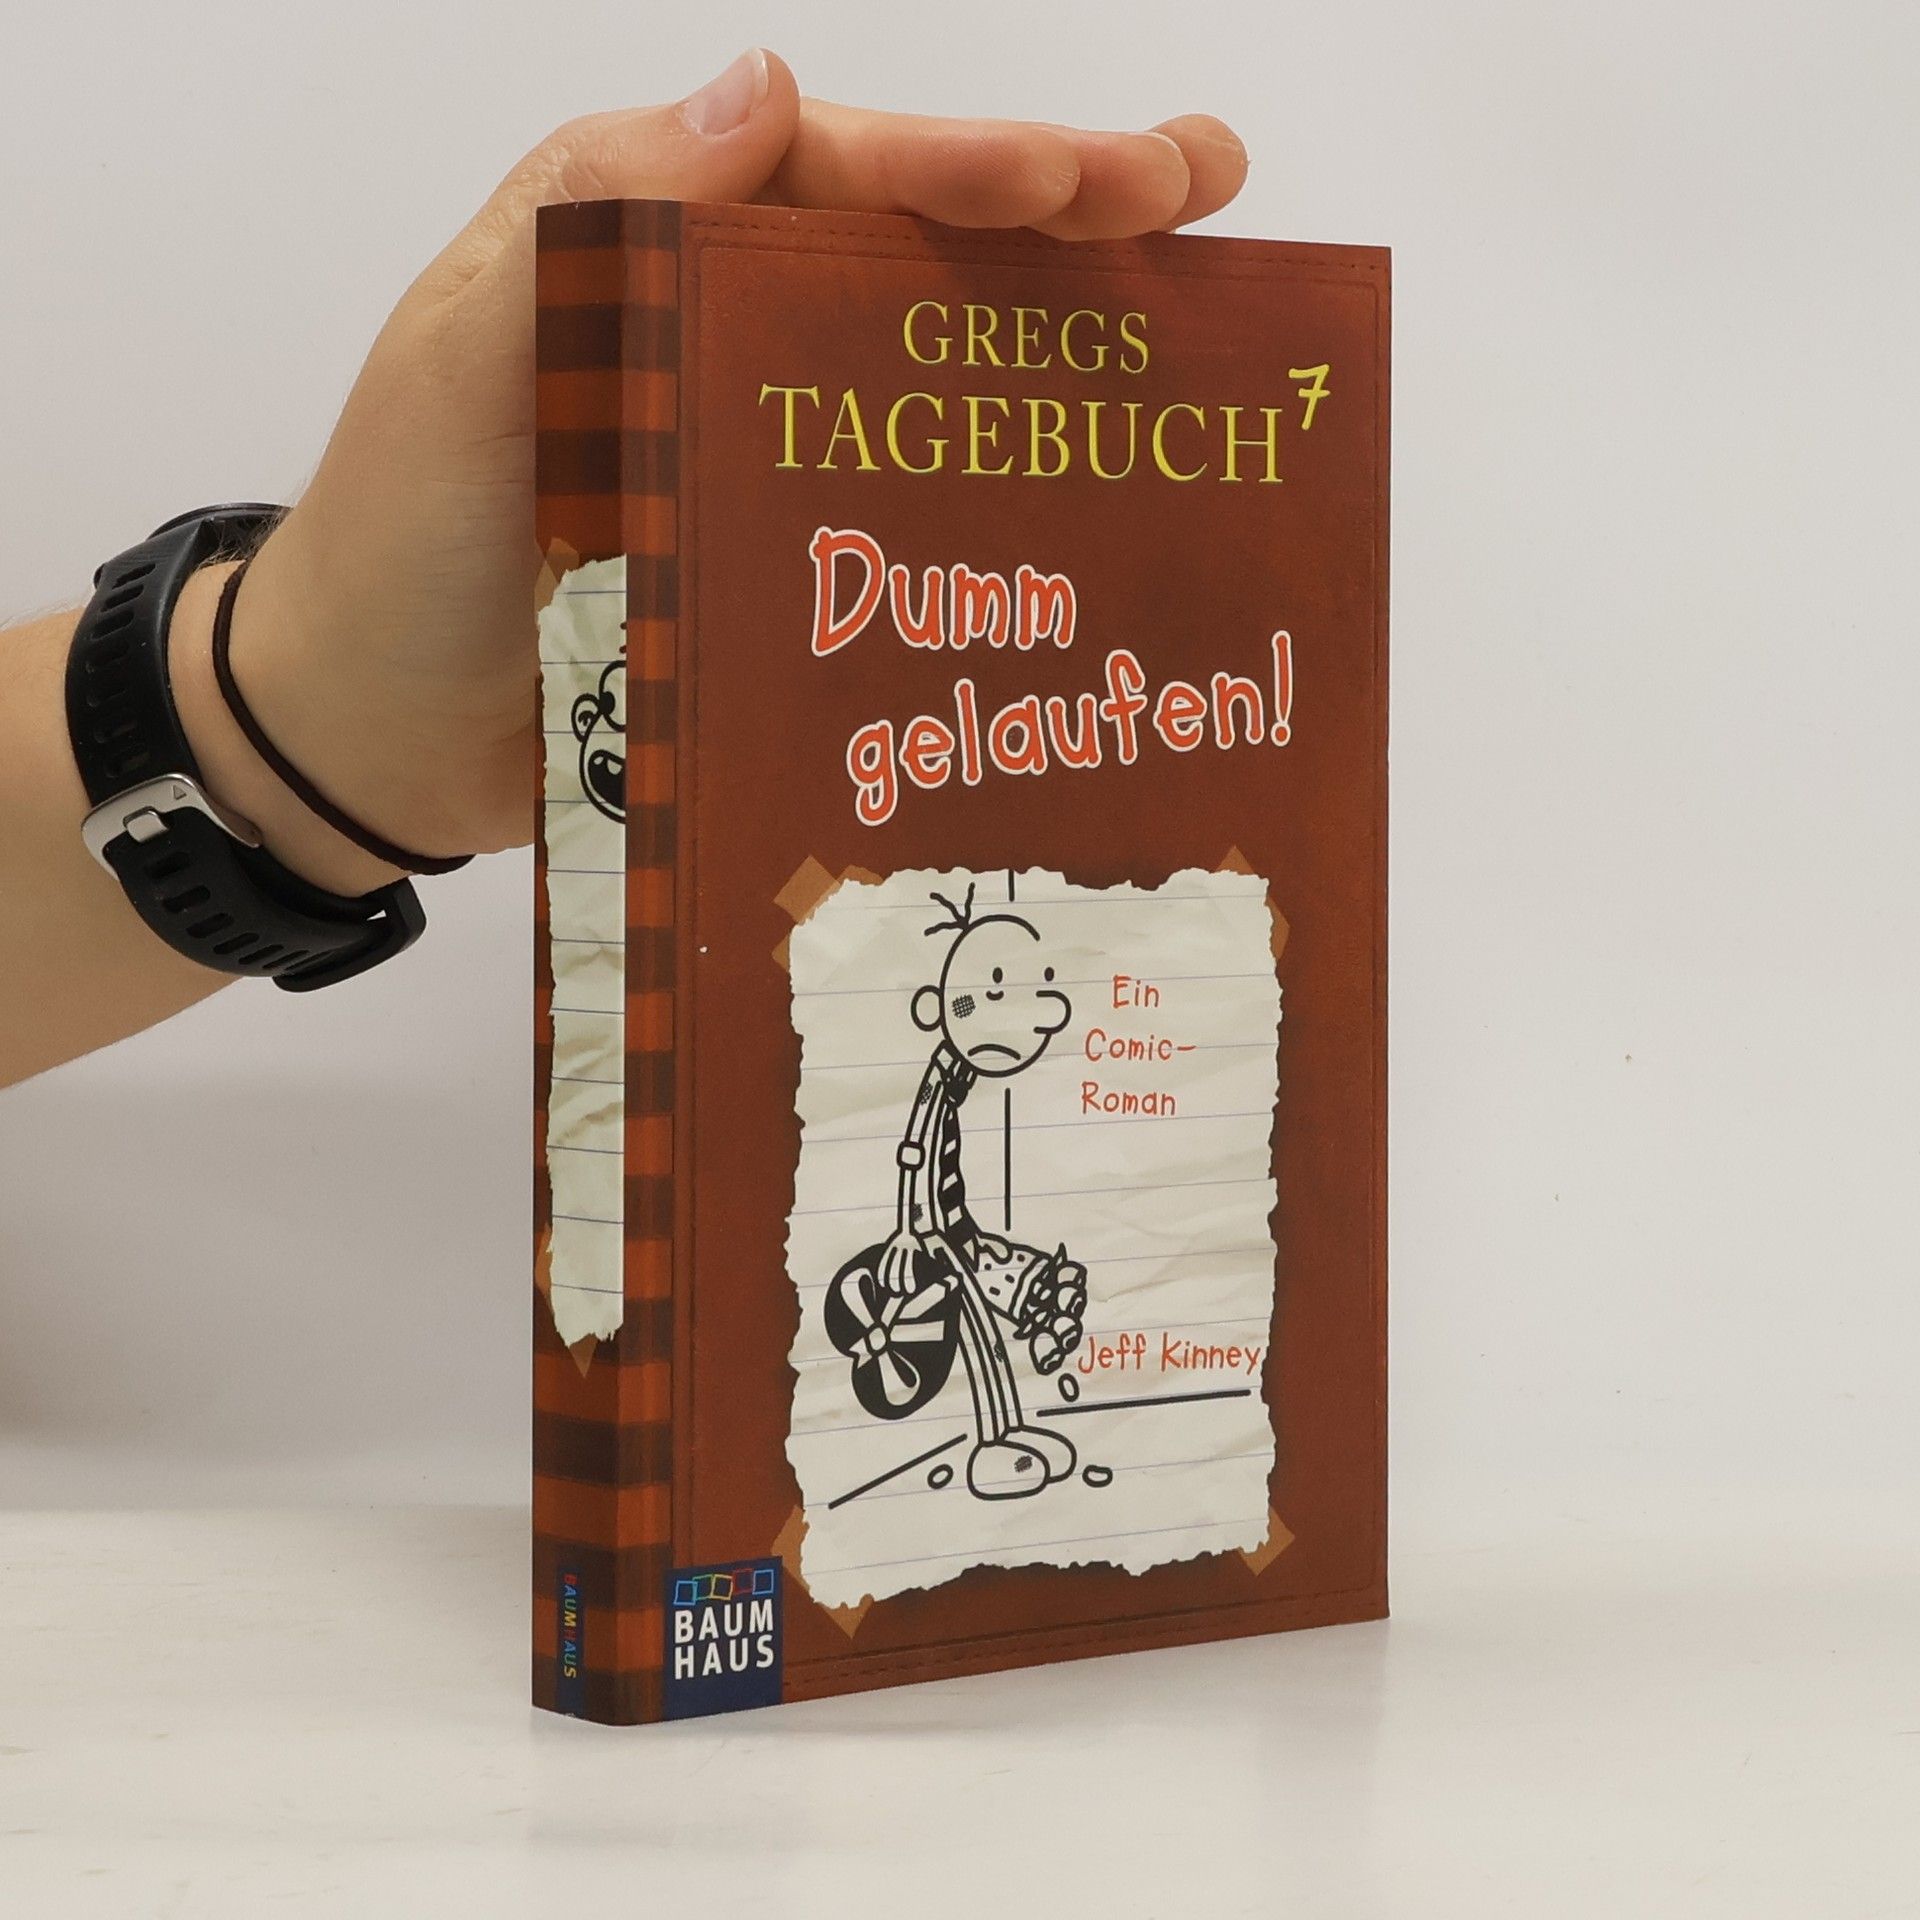 GREGS
TAGEBUCH 7
Dumm
gelaufen!
Ein
Comic-
Roman
Jeff Kinney
BAUM
HAUS
BAUMHAUS